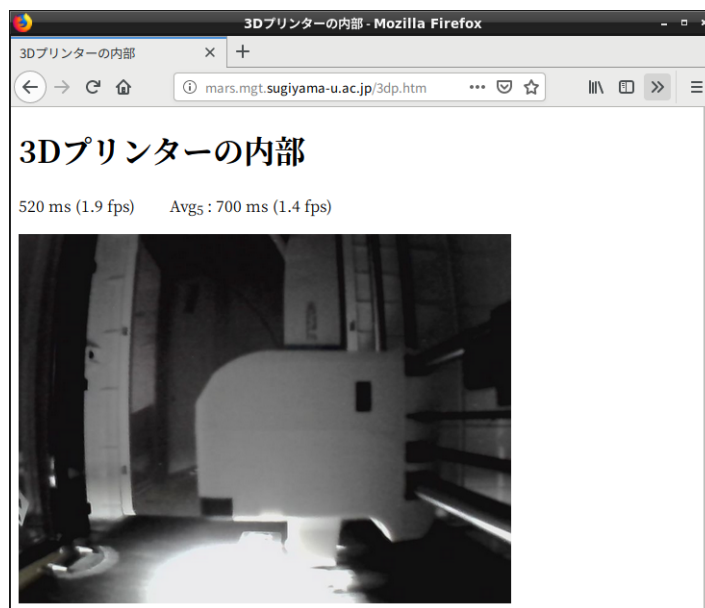 3Dプリンターの内部 - Mozilla Firefox
3Dプリンターの内部
mars.mgt.sugiyama-u.ac.jp/3dp.htm
3Dプリンターの内部
520 ms (1.9 fps) Avg5 : 700 ms (1.4 fps)